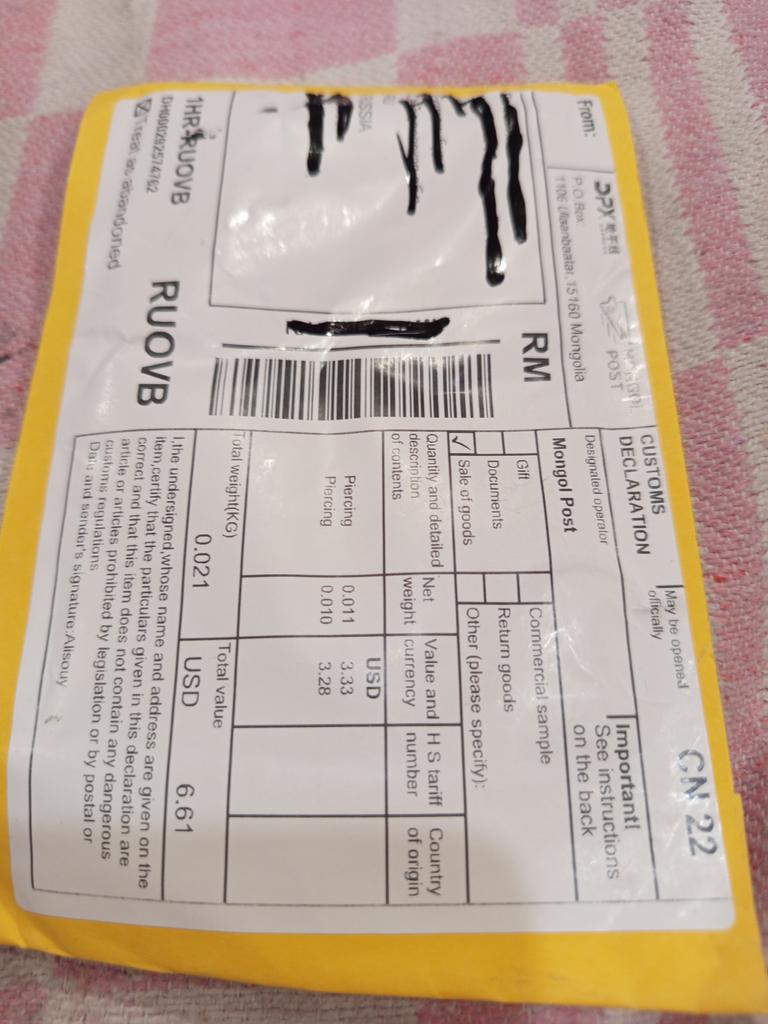 From:
P.O.Box
1106 Ulaanbaatar, 15160 Mongolia
MONGOL
POST
RM
SSIA
1HR$RUOVB
DH000292574762
Treat as abandoned
RUOVB
CUSTOMS
DECLARATION
May be opened
officially
CN 22
Designated operator
Mongol Post
Important!
See instructions
on the back
Gift
Commercial sample
Documents
Return goods
✓ Sale of goods
Other (please specify):
Quantity and detailed description of contents
Net weight
Value and currency
H S tariff number
Country of origin
USD
Piercing 0.011 3.33
Piercing 0.010 3.28
Total weight(KG)
Total value
0.021 USD 6.61
I,the undersigned,whose name and address are given on the
item,certify that the particulars given in this declaration are
correct and that this item does not contain any dangerous
article or articles prohibited by legislation or by postal or
customs regulations
Date and sender's signature:Allsouy